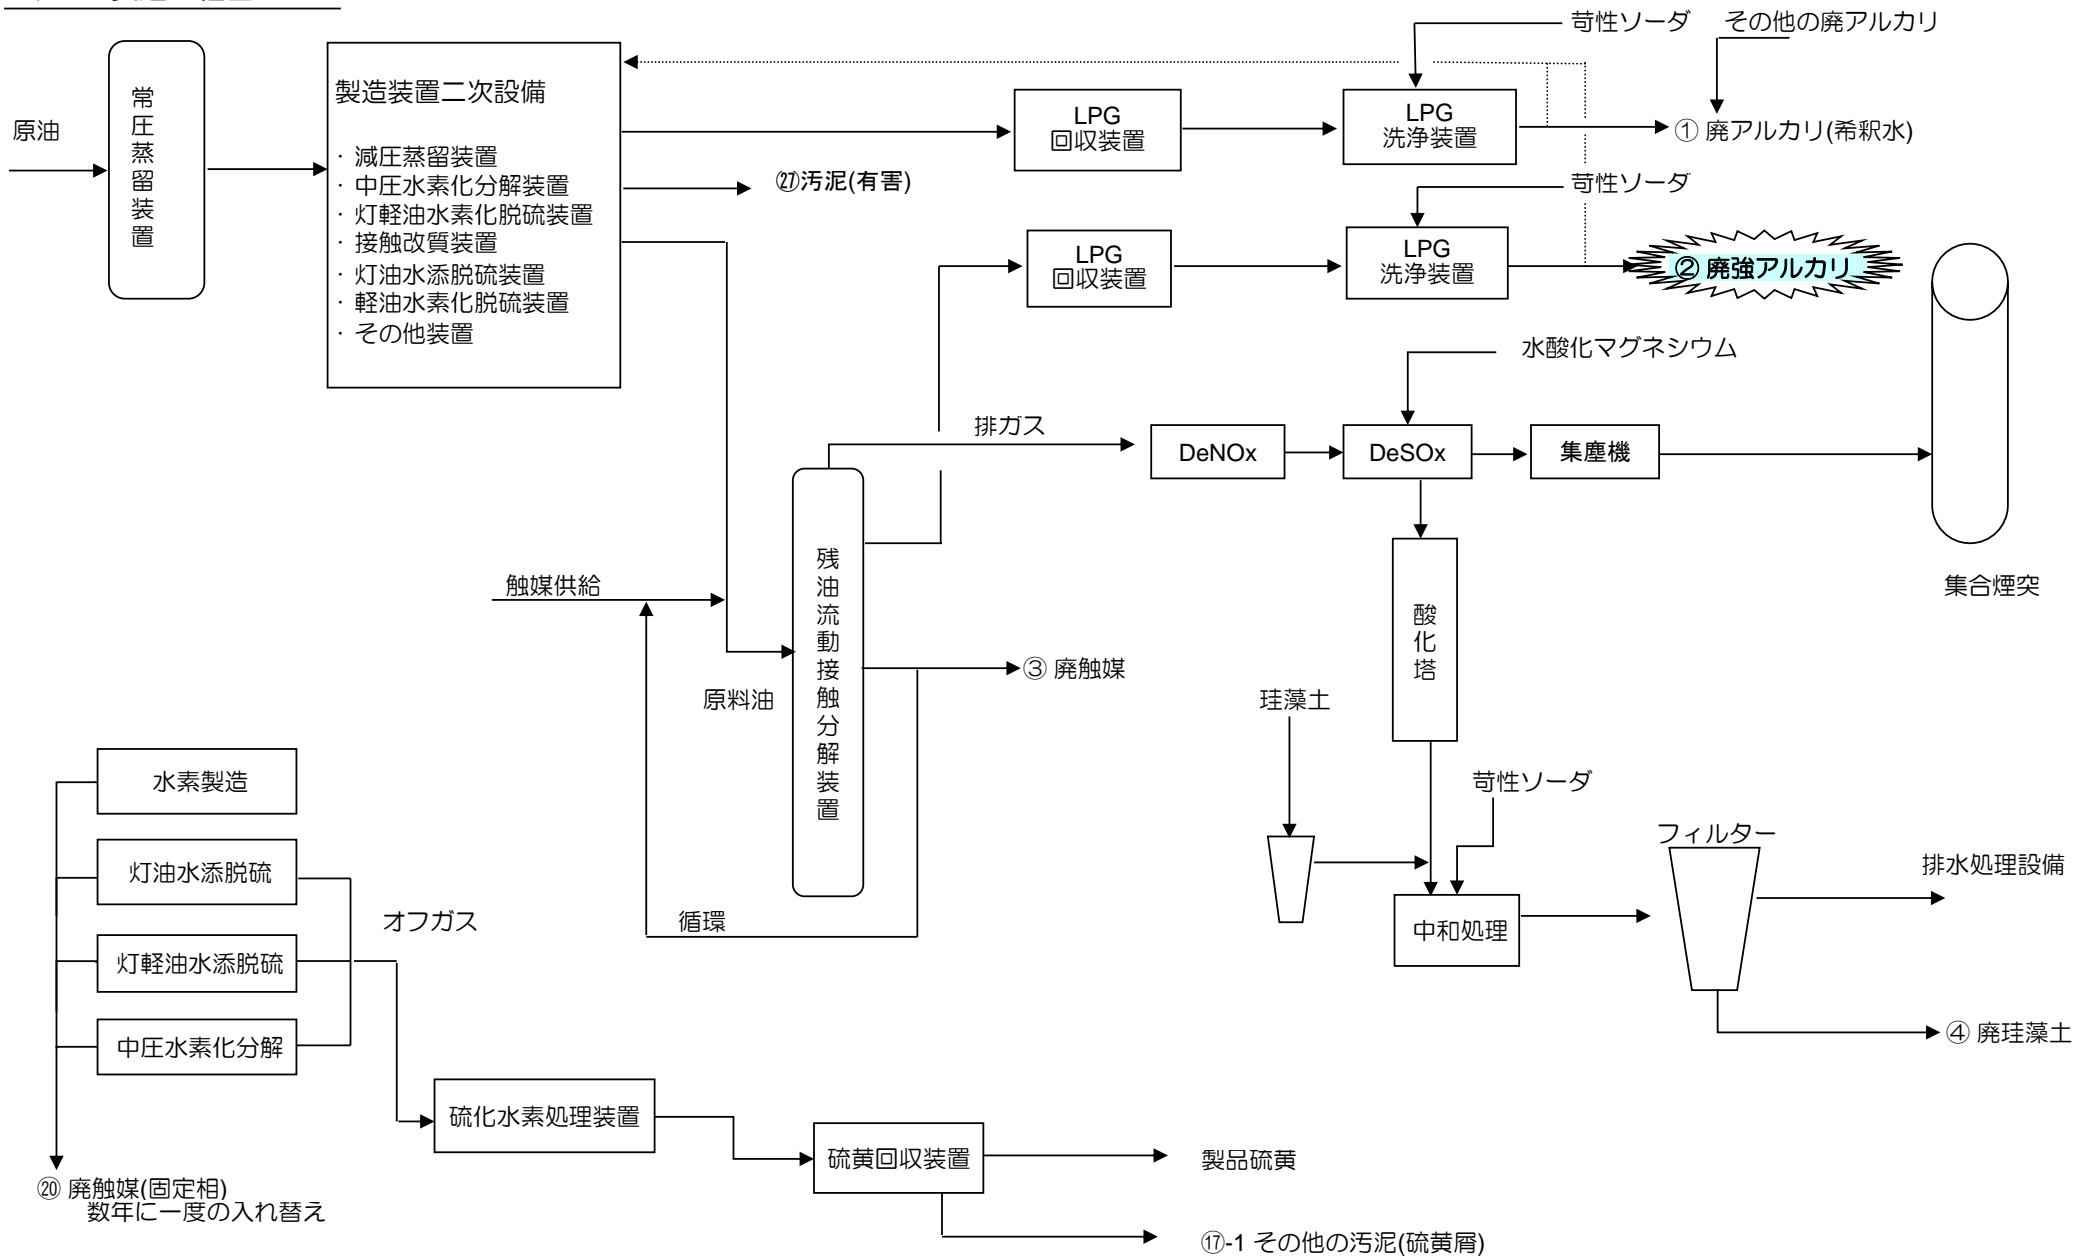 苛性ソーダ
その他の廃アルカリ
原油
常圧蒸留装置
製造装置二次設備
・減圧蒸留装置
・中圧水素化分解装置
・灯軽油水素化脱硫装置
・接触改質装置
・灯油水添脱硫装置
・軽油水素化脱硫装置
・その他装置
LPG
回収装置
LPG
洗浄装置
① 廃アルカリ(希釈水)
㉗汚泥(有害)
苛性ソーダ
LPG
回収装置
LPG
洗浄装置
② 廃強アルカリ
水酸化マグネシウム
排ガス
DeNOx
DeSOx
集塵機
集合煙突
触媒供給
残油流動接触分解装置
酸化塔
③ 廃触媒
原料油
珪藻土
水素製造
苛性ソーダ
フィルター
灯油水添脱硫
排水処理設備
オフガス
循環
中和処理
灯軽油水添脱硫
④ 廃珪藻土
中圧水素化分解
硫化水素処理装置
硫黄回収装置
製品硫黄
⑳ 廃触媒(固定相)
数年に一度の入れ替え
⑰-1 その他の汚泥(硫黄屑)